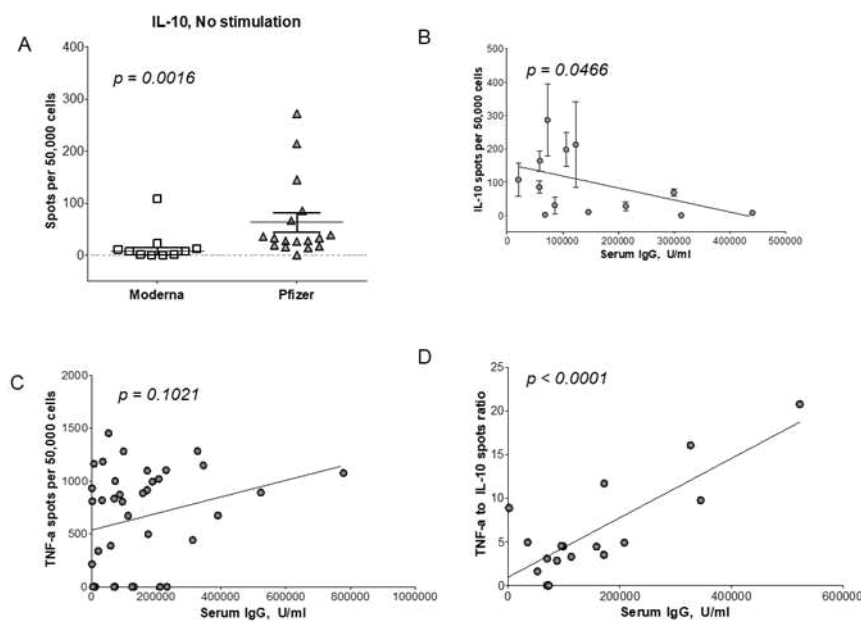 A
IL-10, No stimulation
p = 0.0016
Spots per 50,000 cells
400
300
200
100
0
Moderna
Pfizer
B
p = 0.0466
IL-10 spots per 50,000 cells
500
400
300
200
100
0
0
100000
200000
300000
400000
500000
Serum IgG, U/ml
C
p = 0.1021
TNF-a spots per 50,000 cells
2000
1500
1000
500
0
0
200000
400000
600000
800000
1000000
Serum IgG, U/ml
D
p < 0.0001
TNF-a to IL-10 spots ratio
25
20
15
10
5
0
0
200000
400000
600000
Serum IgG, U/ml